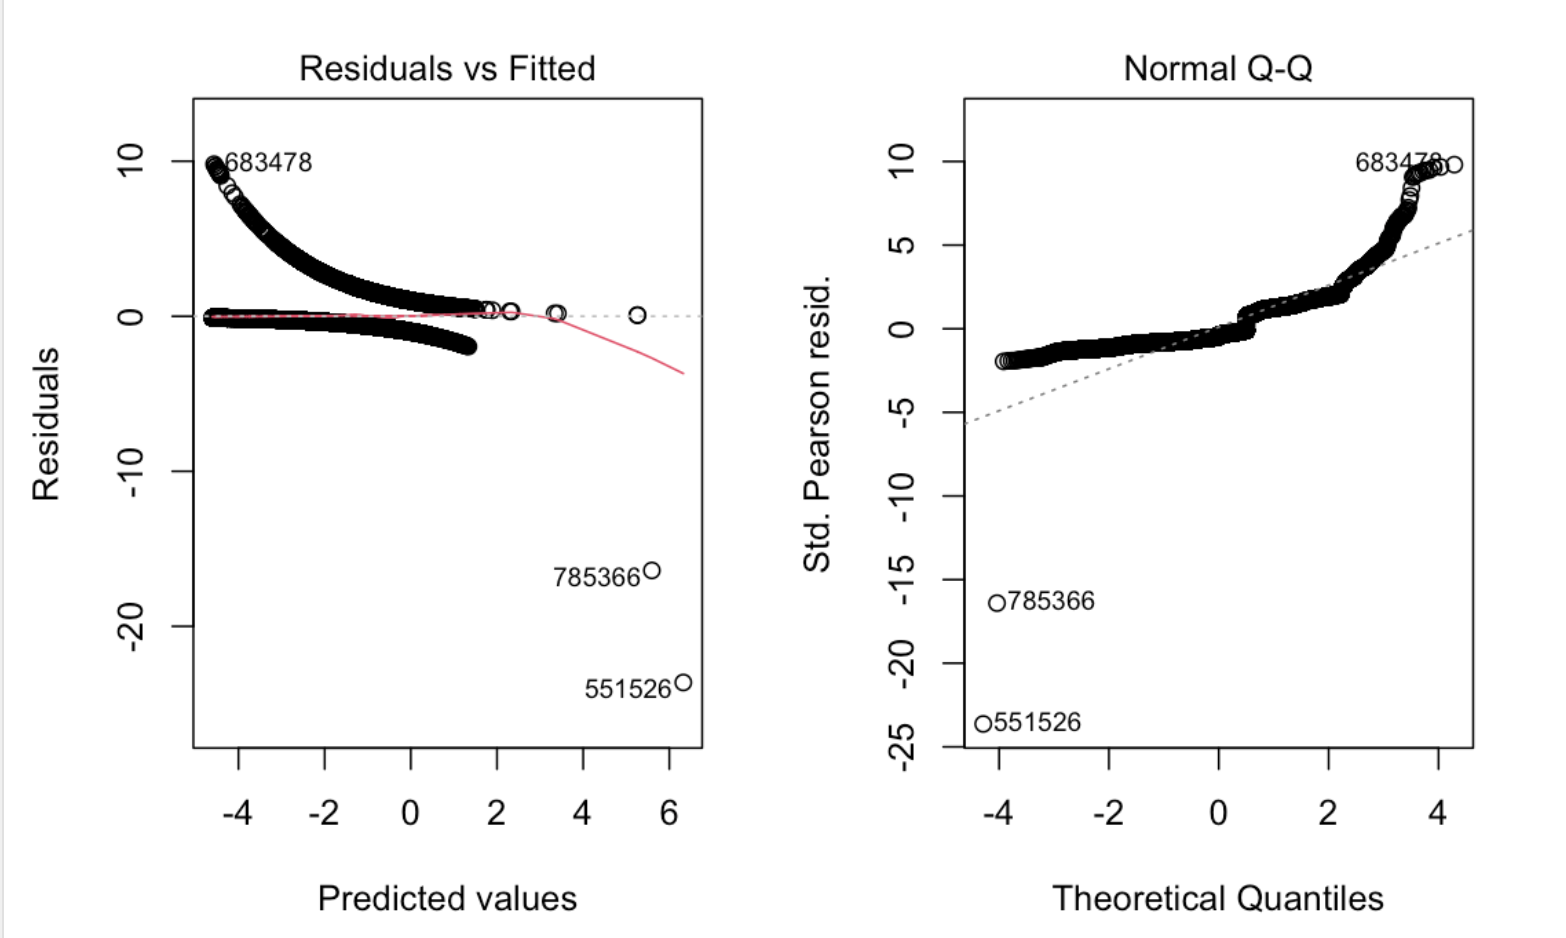 Residuals vs Fitted
Residuals
10
0
-10
-20
683478
785366
551526
-4 -2 0 2 4 6
Predicted values
Normal Q-Q
Std. Pearson resid.
10
5
0
-5
-10
-15
-20
-25
683478
785366
551526
-4 -2 0 2 4
Theoretical Quantiles